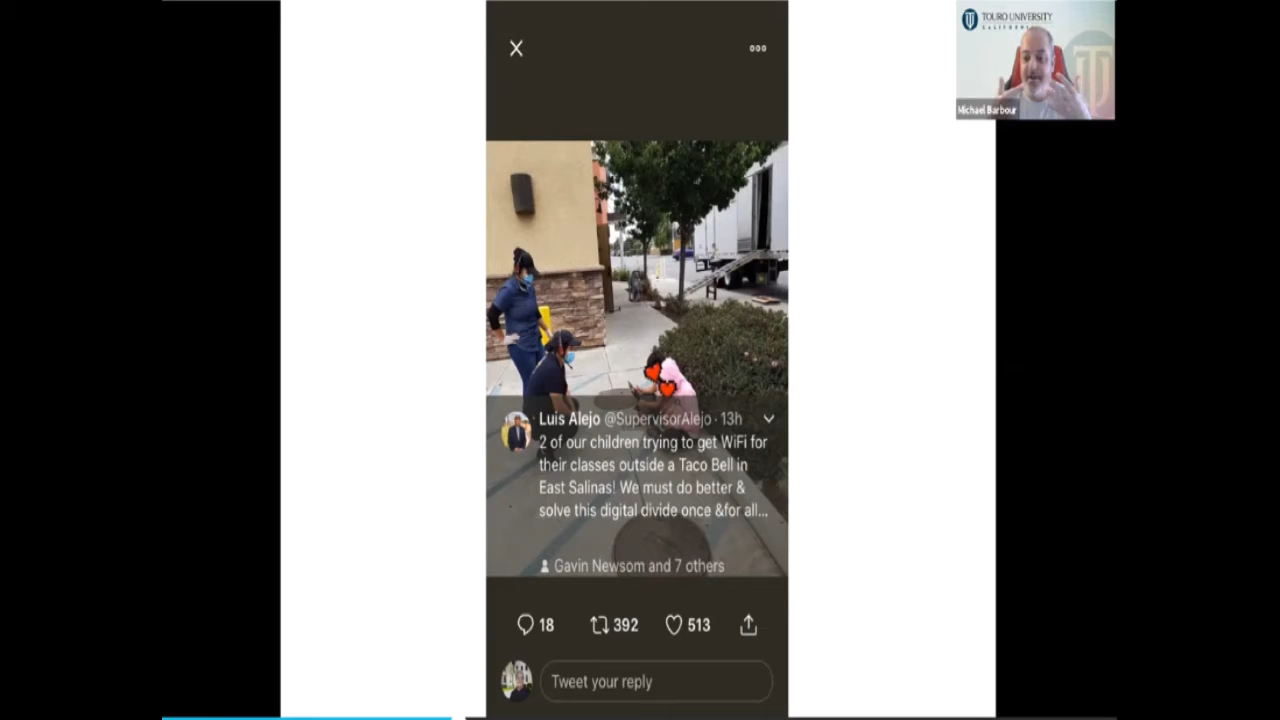 TOURO UNIVERSITY
CALIFORNIA
Michael Barbour
Luis Alejo @SupervisorAlejo · 13h
2 of our children trying to get WiFi for
their classes outside a Taco Bell in
East Salinas! We must do better &
solve this digital divide once &for all...
Gavin Newsom and 7 others
18 392 513
Tweet your reply